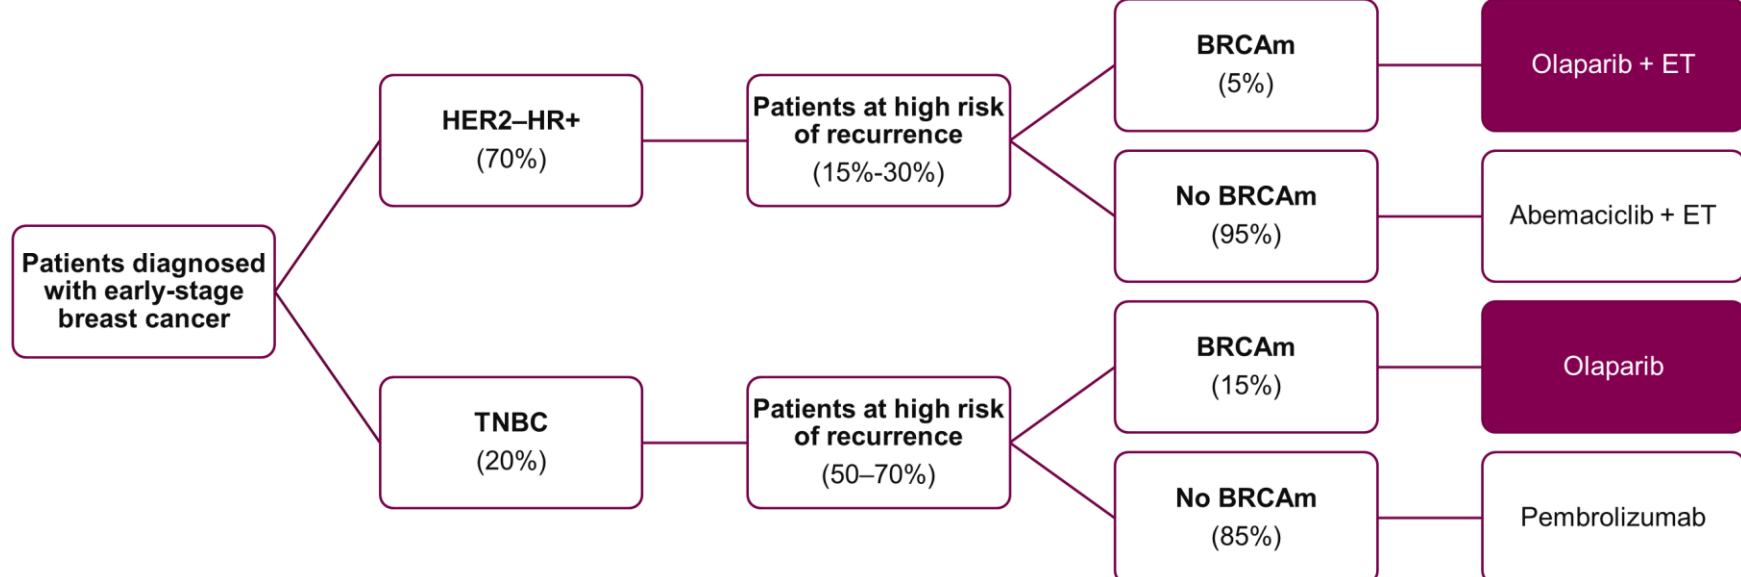 Patients diagnosed
with early-stage
breast cancer
HER2–HR+
(70%)
Patients at high risk
of recurrence
(15%-30%)
BRCAm
(5%)
Olaparib + ET
No BRCAm
(95%)
Abemaciclib + ET
TNBC
(20%)
Patients at high risk
of recurrence
(50–70%)
BRCAm
(15%)
Olaparib
No BRCAm
(85%)
Pembrolizumab